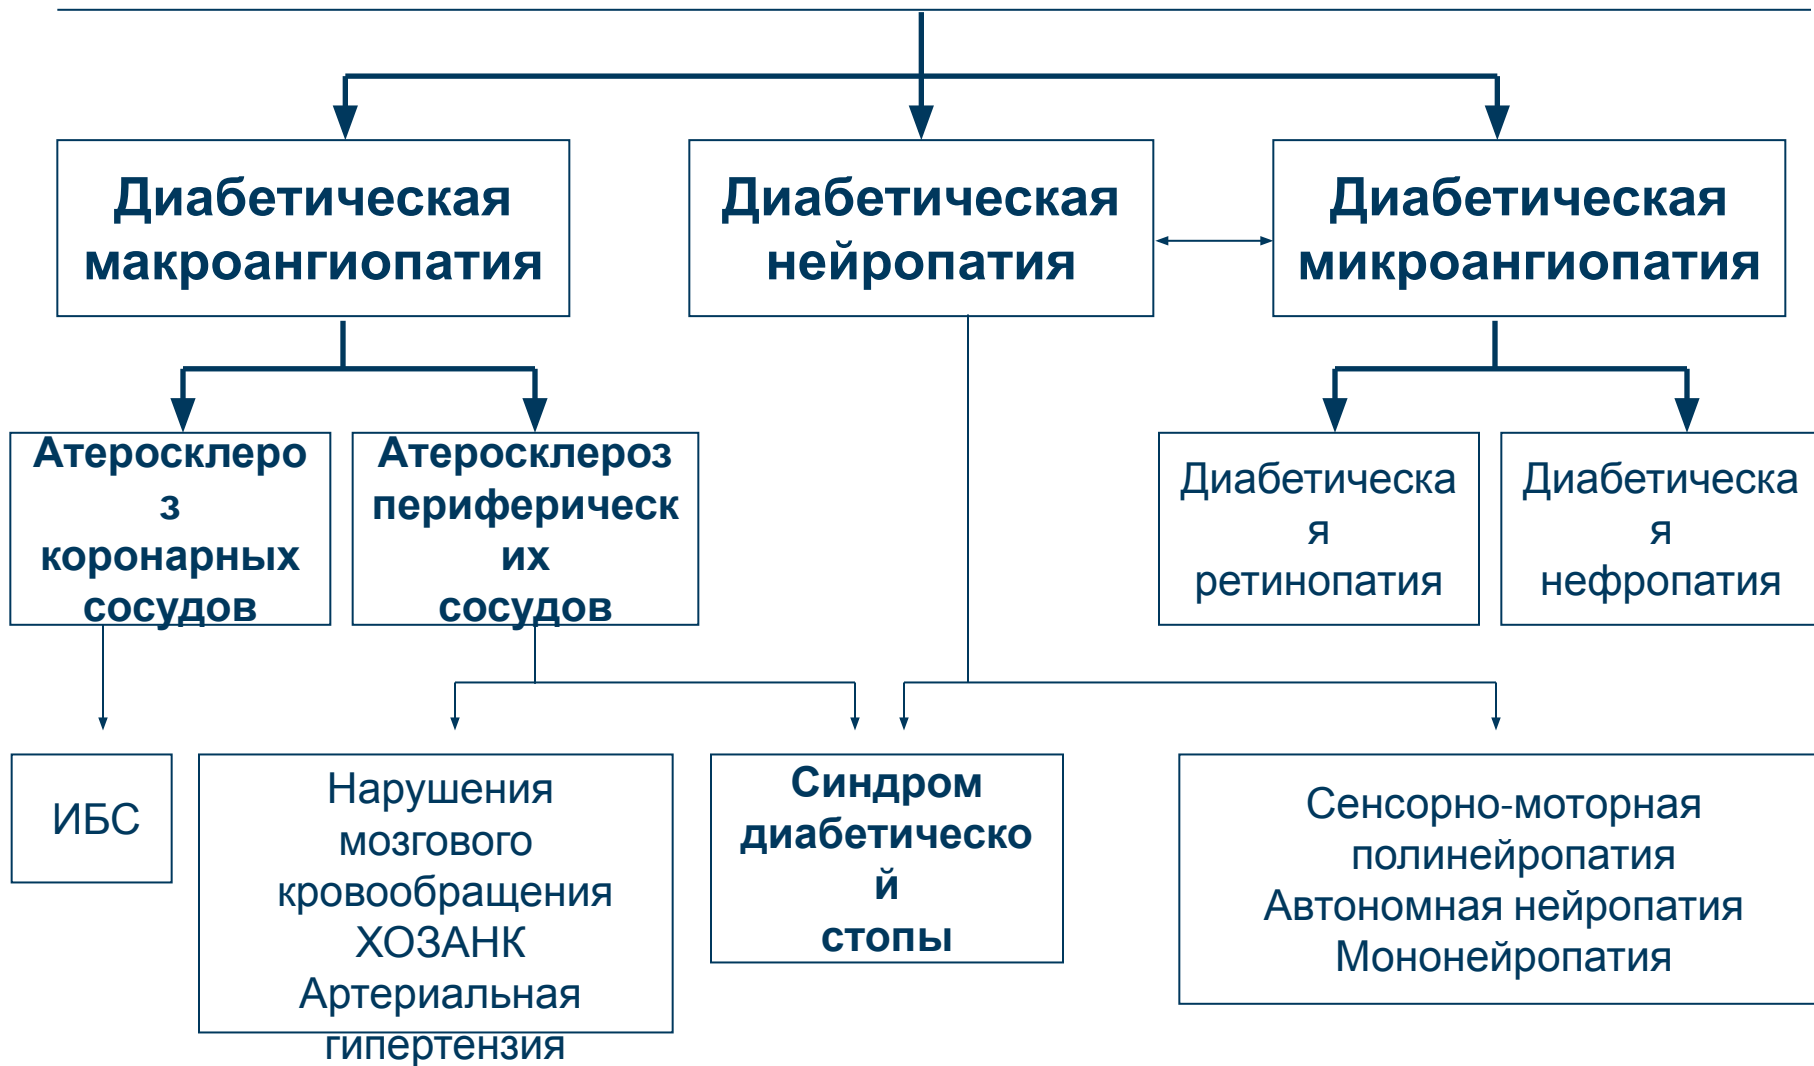 Диабетическая
макроангиопатия
Диабетическая
нейропатия
Диабетическая
микроангиопатия
Атеросклеро
з
коронарных
сосудов
Атеросклероз
периферическ
их
сосудов
Диабетическа
я
ретинопатия
Диабетическа
я
нефропатия
ИБС
Нарушения
мозгового
кровообращения
ХОЗАНК
Артериальная
гипертензия
Синдром
диабетическо
й
стопы
Сенсорно-моторная
полинейропатия
Автономная нейропатия
Мононейропатия